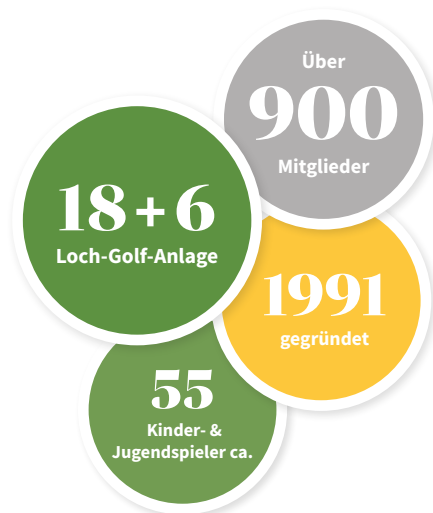 Über
900
Mitglieder
18+6
Loch-Golf-Anlage
1991
gegründet
55
Kinder- &
Jugendspieler ca.